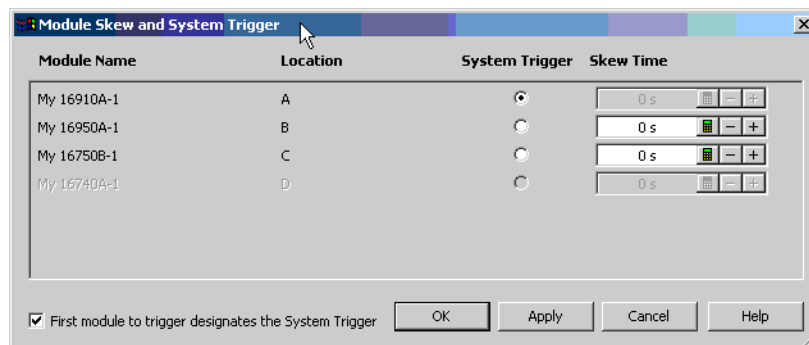 Module Skew and System Trigger
Module Name Location System Trigger Skew Time
My 16910A-1 A 0 s
My 16950A-1 B 0 s
My 16750B-1 C 0 s
My 16740A-1 D 0 s
First module to trigger designates the System Trigger OK Apply Cancel Help